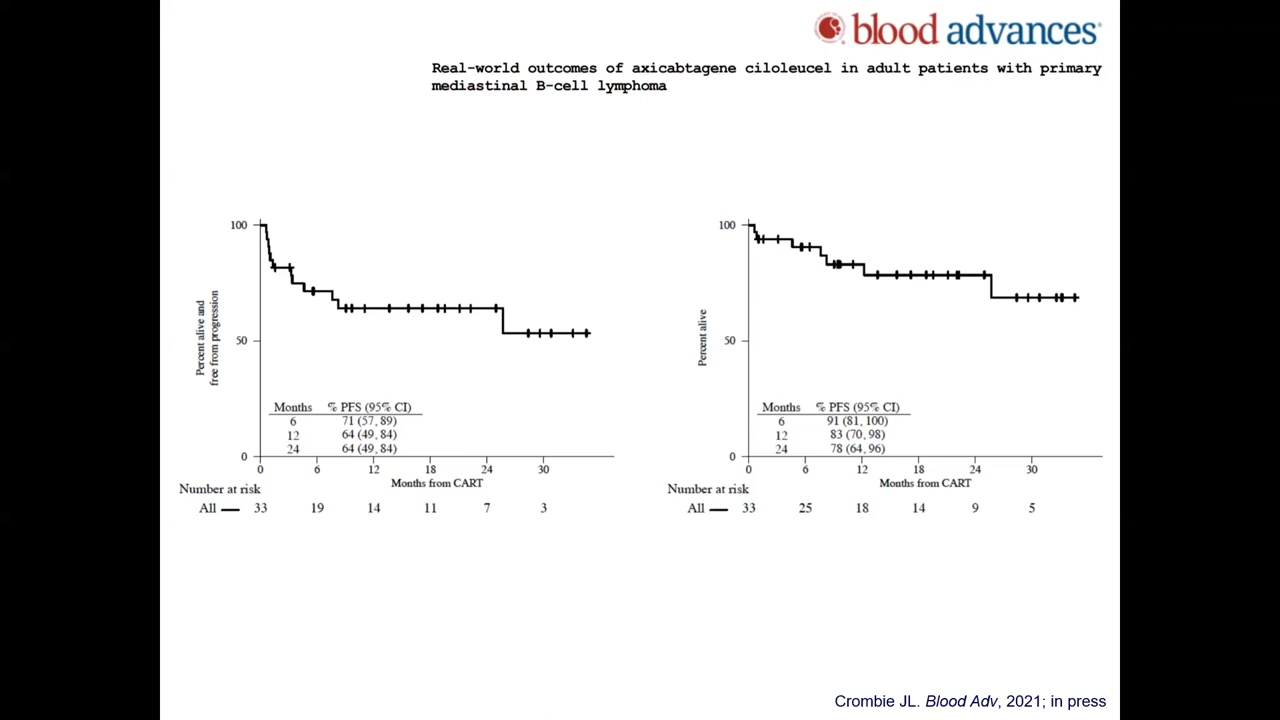 blood advances
Real-world outcomes of axicabtagene ciloleucel in adult patients with primary
mediastinal B-cell lymphoma
100
50
0
Percent alive and
free from progression
Months % PFS (95% CI)
6 71 (57, 89)
12 64 (49, 84)
24 64 (49, 84)
0 6 12 18 24 30
Months from CART
Number at risk
All 33 19 14 11 7 3
100
50
0
Percent alive
Months % PFS (95% CI)
6 91 (81, 100)
12 83 (70, 98)
24 78 (64, 96)
0 6 12 18 24 30
Months from CART
Number at risk
All 33 25 18 14 9 5
Crombie JL. Blood Adv, 2021; in press